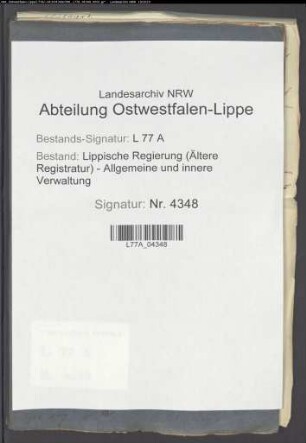 Landesarchiv NRW
Abteilung Ostwestfalen-Lippe
Bestands-Signatur: L 77 A
Bestand: Lippische Regierung (Ältere
Registratur) - Allgemeine und innere
Verwaltung
Signatur: Nr. 4348
L77A_04348